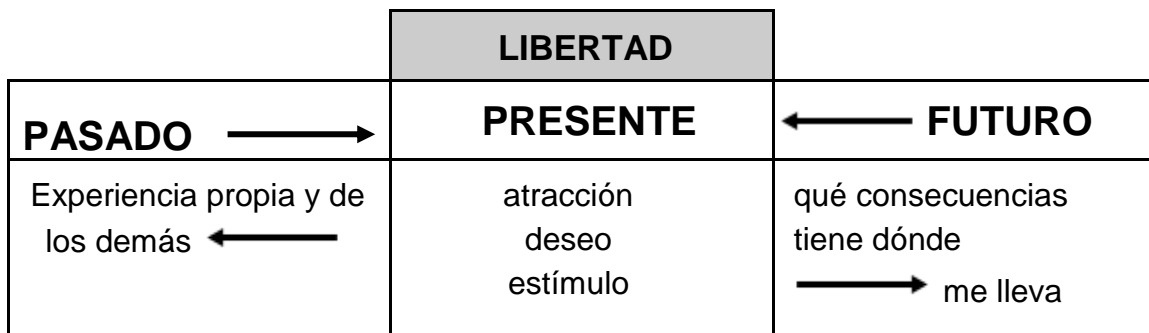 LIBERTAD
PASADO
PRESENTE
FUTURO
Experiencia propia y de
los demás
atracción
deseo
estímulo
qué consecuencias
tiene dónde
me lleva